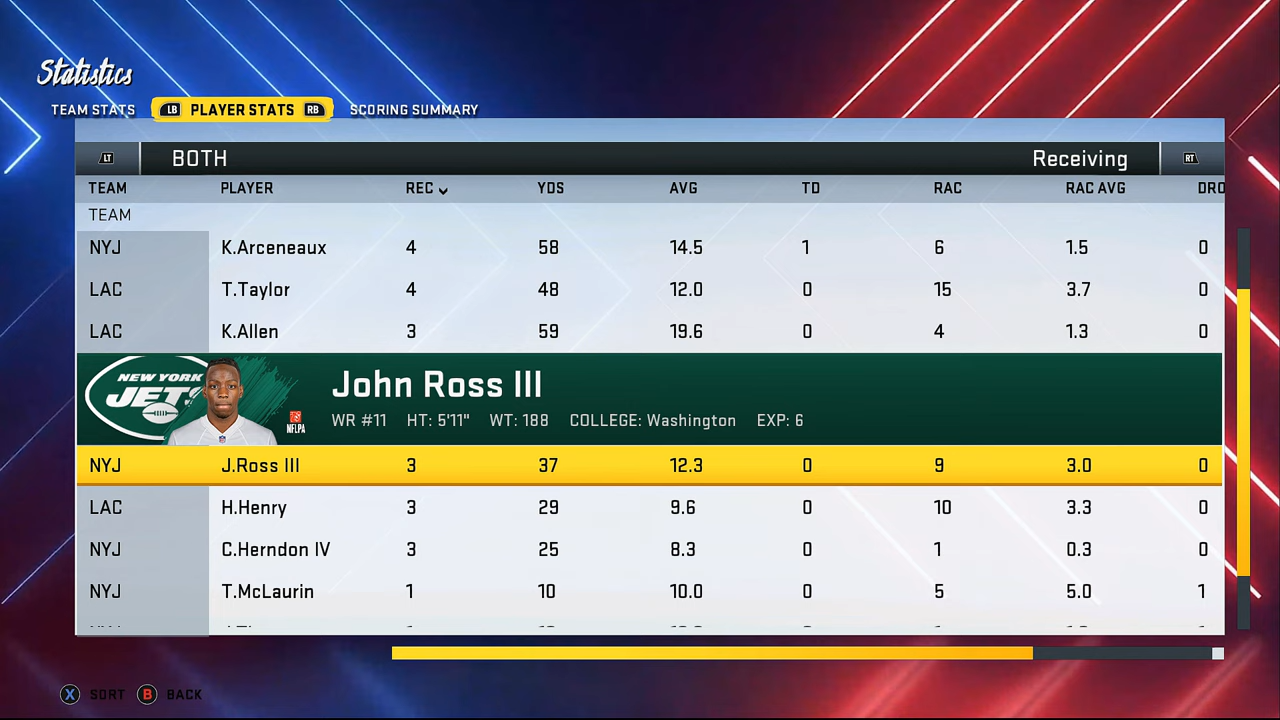 Statistics
TEAM STATS LB PLAYER STATS RB SCORING SUMMARY
LT BOTH Receiving RT
TEAM PLAYER REC YDS AVG TD RAC RAC AVG DRO
TEAM
NYJ K.Arceneaux 4 58 14.5 1 6 1.5 0
LAC T.Taylor 4 48 12.0 0 15 3.7 0
LAC K.Allen 3 59 19.6 0 4 1.3 0
NEW YORK
JETS
NFLPA
John Ross III
WR #11 HT: 5'11" WT: 188 COLLEGE: Washington EXP: 6
NYJ J.Ross III 3 37 12.3 0 9 3.0 0
LAC H.Henry 3 29 9.6 0 10 3.3 0
NYJ C.Herndon IV 3 25 8.3 0 1 0.3 0
NYJ T.McLaurin 1 10 10.0 0 5 5.0 1
X SORT B BACK